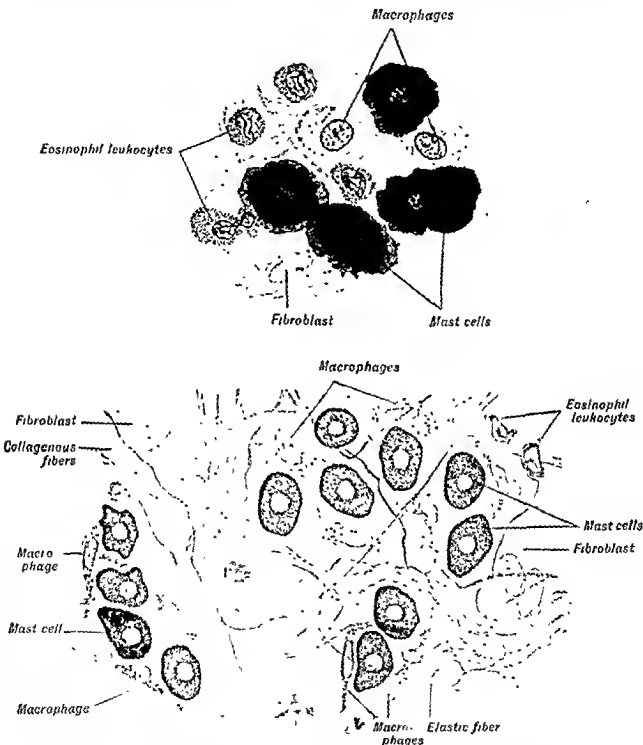 Macrophages
Eosinophil leukocytes
Fibroblast
Mast cells
Macrophages
Fibroblast
Eosinophil
leukocytes
Collagenous
fibers
Mast cells
Macro
phage
Fibroblast
Mast cell
Macrophage
Macro-
phages
Elastic fiber